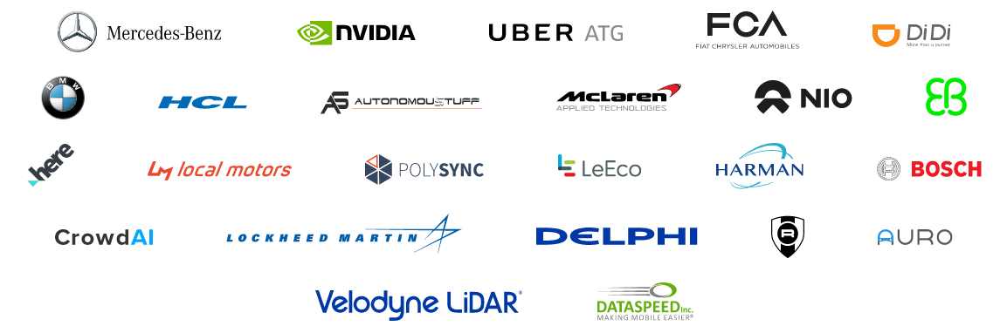 Mercedes-Benz
NVIDIA
UBER ATG
FCA
FIAT CHRYSLER AUTOMOBILES
DiDi
More than a journey
BMW
HCL
AS AUTONOMOUSTUFF
McLaren
APPLIED TECHNOLOGIES
NIO
EB
here
LM local motors
POLYSYNC
LeEco
HARMAN
BOSCH
CrowdAI
LOCKHEED MARTIN
DELPHI
R
AURO
Velodyne LiDAR®
DATASPEED Inc.
MAKING MOBILE EASIER®